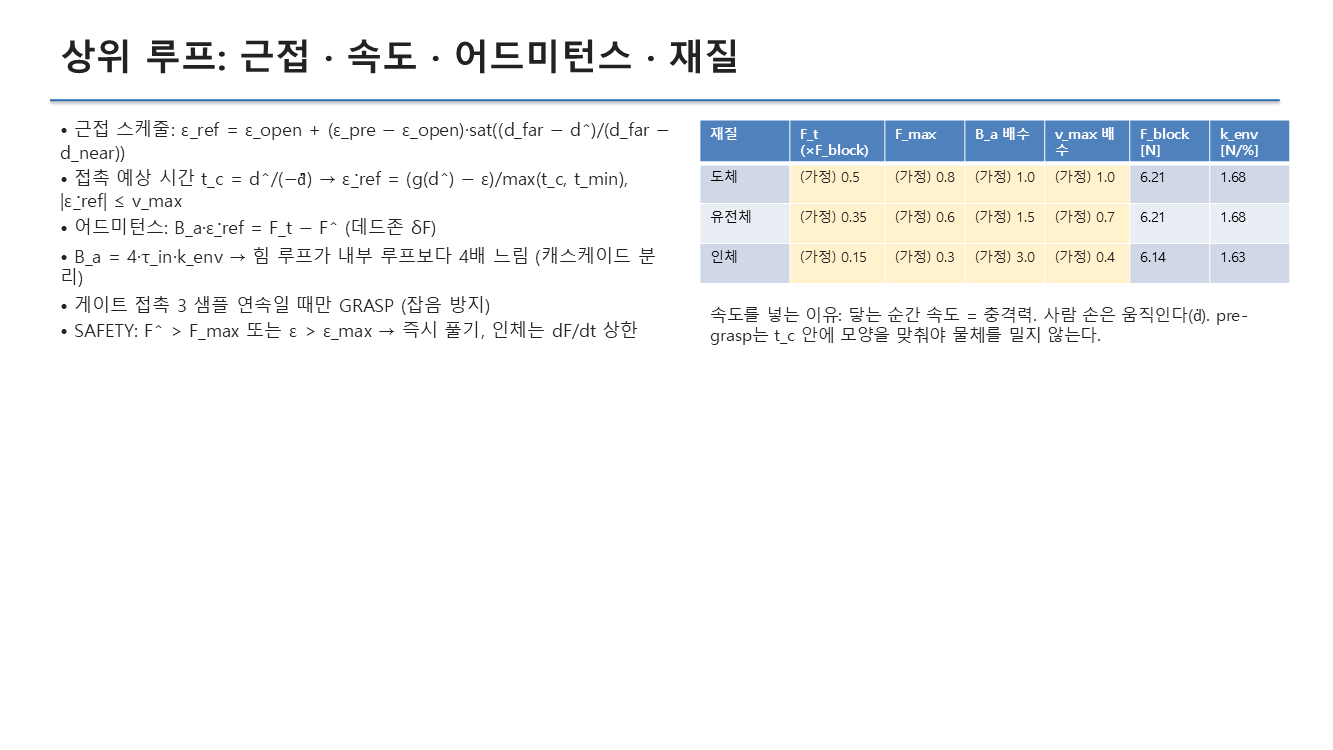 상위 루프: 근접 · 속도 · 어드미턴스 · 재질
• 근접 스케줄: ε_ref = ε_open + (ε_pre − ε_open)·sat((d_far − dˆ)/(d_far −
d_near))
• 접촉 예상 시간 t_c = dˆ/(−ḋ) → ε˙ref = (g(dˆ) − ε)/max(t_c, t_min),
|ε˙ref| ≤ v_max
• 어드미턴스: B_a·ε˙ref = F_t − Fˆ (데드존 δF)
• B_a = 4·τ_in·k_env → 힘 루프가 내부 루프보다 4배 느림 (캐스케이드 분
리)
• 게이트 접촉 3 샘플 연속일 때만 GRASP (잡음 방지)
• SAFETY: Fˆ > F_max 또는 ε > ε_max → 즉시 풀기, 인체는 dF/dt 상한
재질 F_t (×F_block) F_max B_a 배수 v_max 배수 F_block [N] k_env [N/%]
도체 (가정) 0.5 (가정) 0.8 (가정) 1.0 (가정) 1.0 6.21 1.68
유전체 (가정) 0.35 (가정) 0.6 (가정) 1.5 (가정) 0.7 6.21 1.68
인체 (가정) 0.15 (가정) 0.3 (가정) 3.0 (가정) 0.4 6.14 1.63
속도를 넣는 이유: 닿는 순간 속도 = 충격력. 사람 손은 움직인다(ḋ). pre-
grasp는 t_c 안에 모양을 맞춰야 물체를 밀지 않는다.